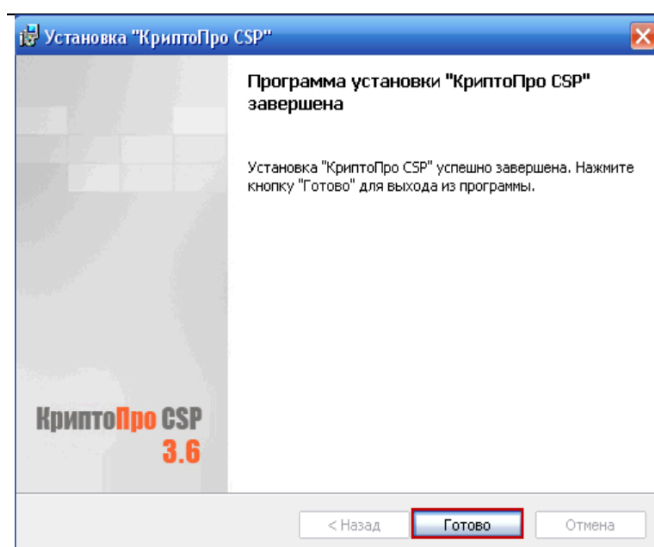 Установка "КриптоПро CSP"
Программа установки "КриптоПро CSP"
завершена
Установка "КриптоПро CSP" успешно завершена. Нажмите
кнопку "Готово" для выхода из программы.
КриптоПро CSP
3.6
< Назад
Готово
Отмена